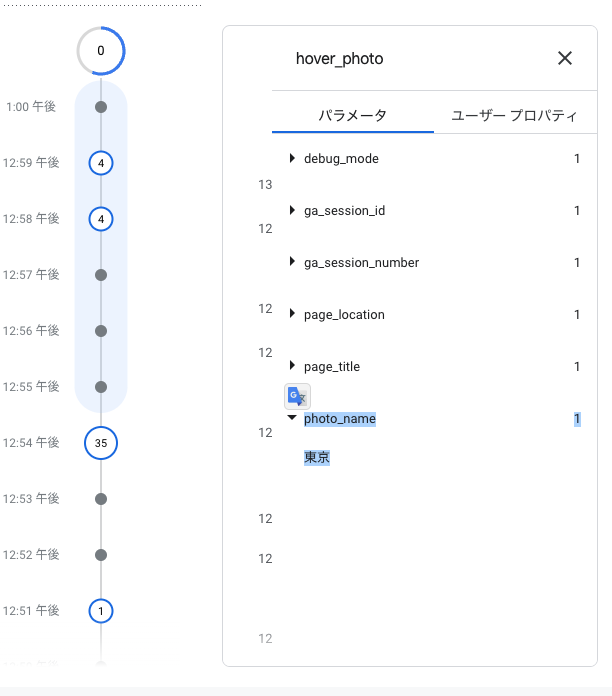 0
1:00 午後
12:59 午後
4
12:58 午後
4
12:57 午後
12:56 午後
12:55 午後
12:54 午後
35
12:53 午後
12:52 午後
12:51 午後
1
hover_photo
パラメータ
ユーザー プロパティ
debug_mode
1
13
ga_session_id
1
12
ga_session_number
1
12
page_location
1
12
page_title
1
G
photo_name
1
12
東京
12
12
12